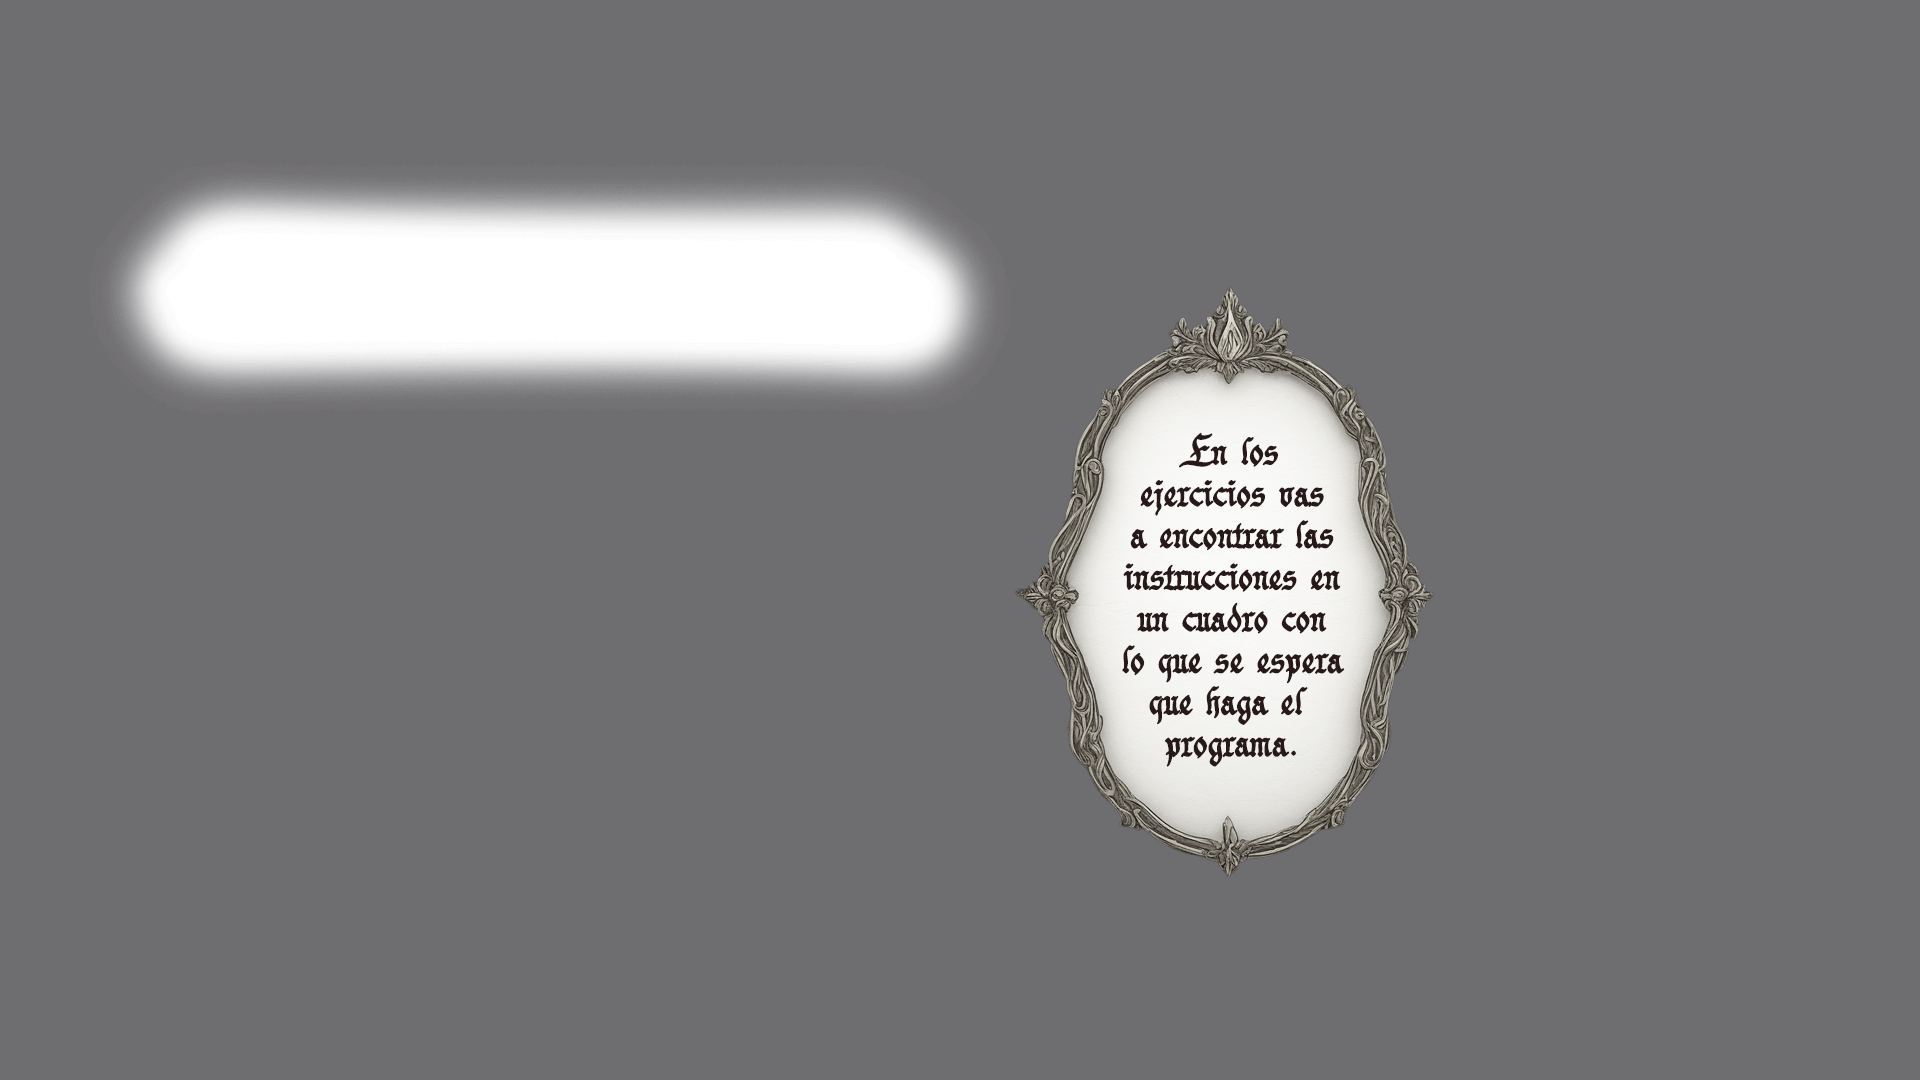 En los
ejercicios vas
a encontrar las
instrucciones en
un cuadro con
lo que se espera
que haga el
programa.